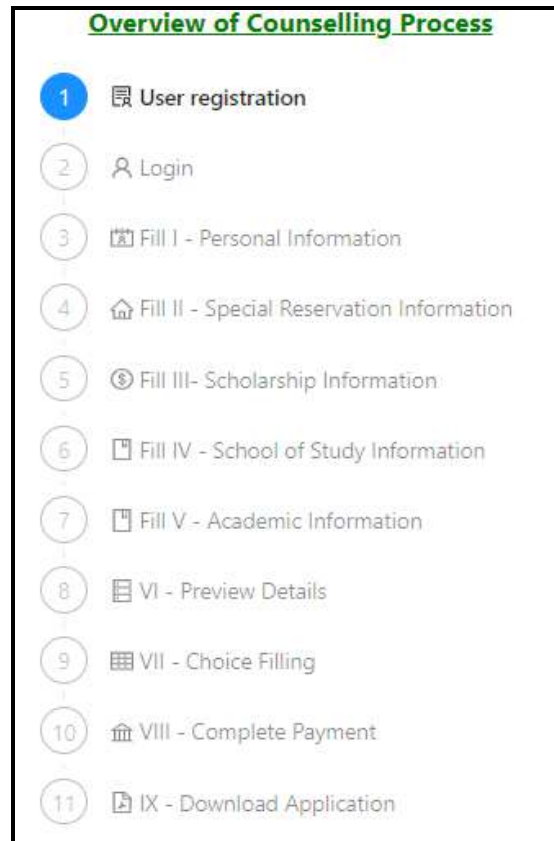 Overview of Counselling Process
1 User registration
2 Login
3 Fill I - Personal Information
4 Fill II - Special Reservation Information
5 Fill III- Scholarship Information
6 Fill IV - School of Study Information
7 Fill V - Academic Information
8 VI - Preview Details
9 VII - Choice Filling
10 VIII - Complete Payment
11 IX - Download Application